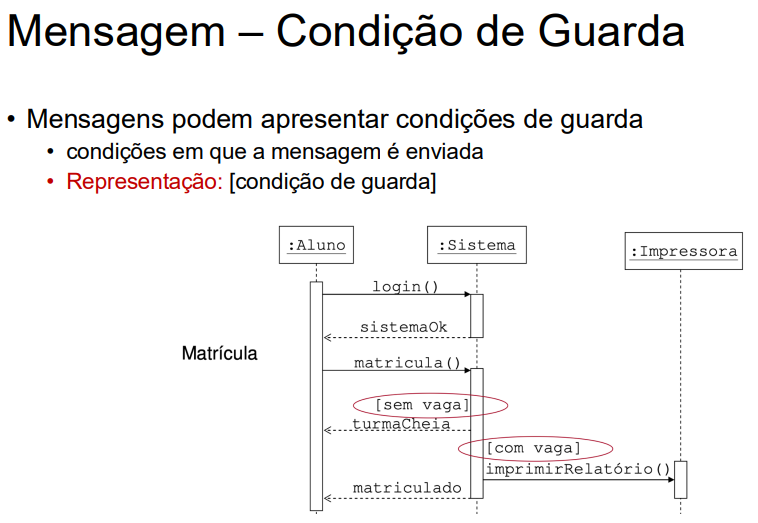 Mensagem – Condição de Guarda
• Mensagens podem apresentar condições de guarda
• condições em que a mensagem é enviada
• Representação: [condição de guarda]
:Aluno
:Sistema
:Impressora
login()
sistemaOk
Matrícula
matricula()
[sem vaga]
turmaCheia
[com vaga]
imprimirRelatório()
matriculado